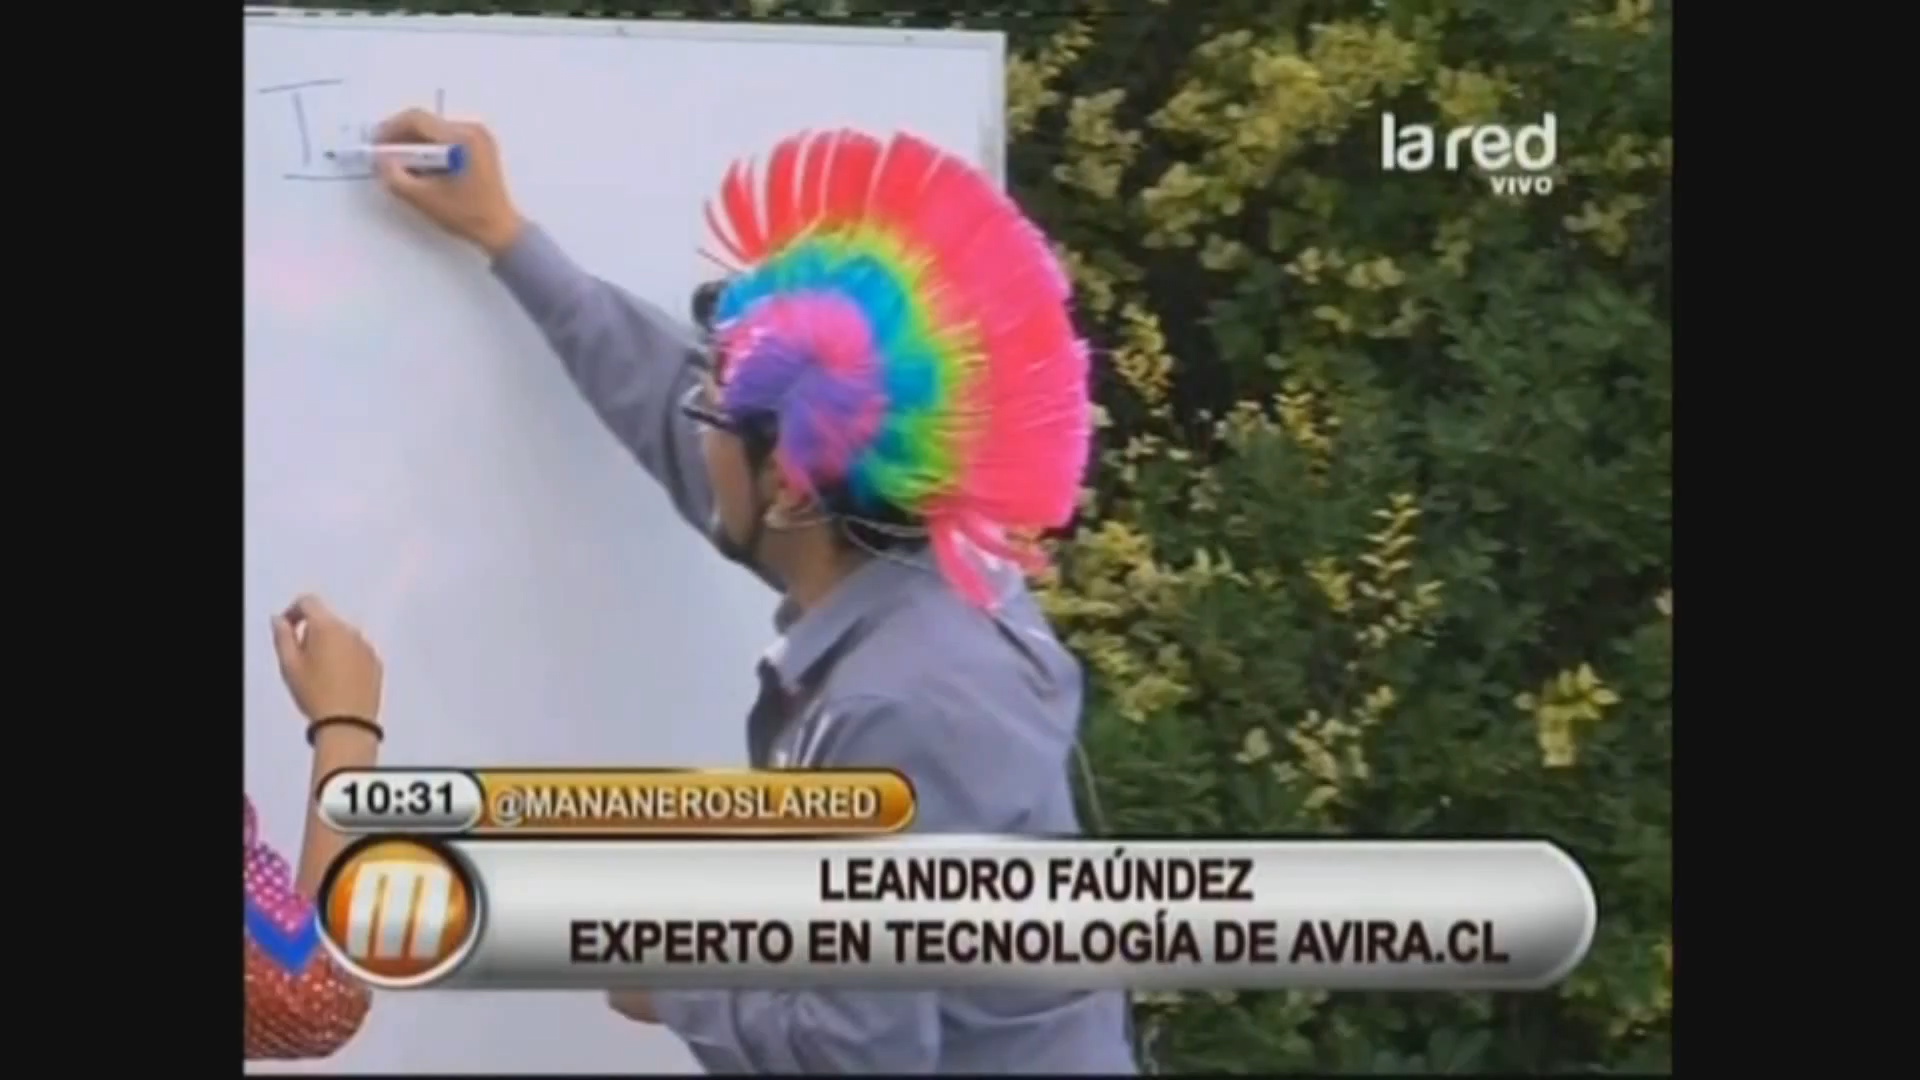 la red
VIVO
10:31 @MANANEROSLARED
m
LEANDRO FAÚNDEZ
EXPERTO EN TECNOLOGÍA DE AVIRA.CL